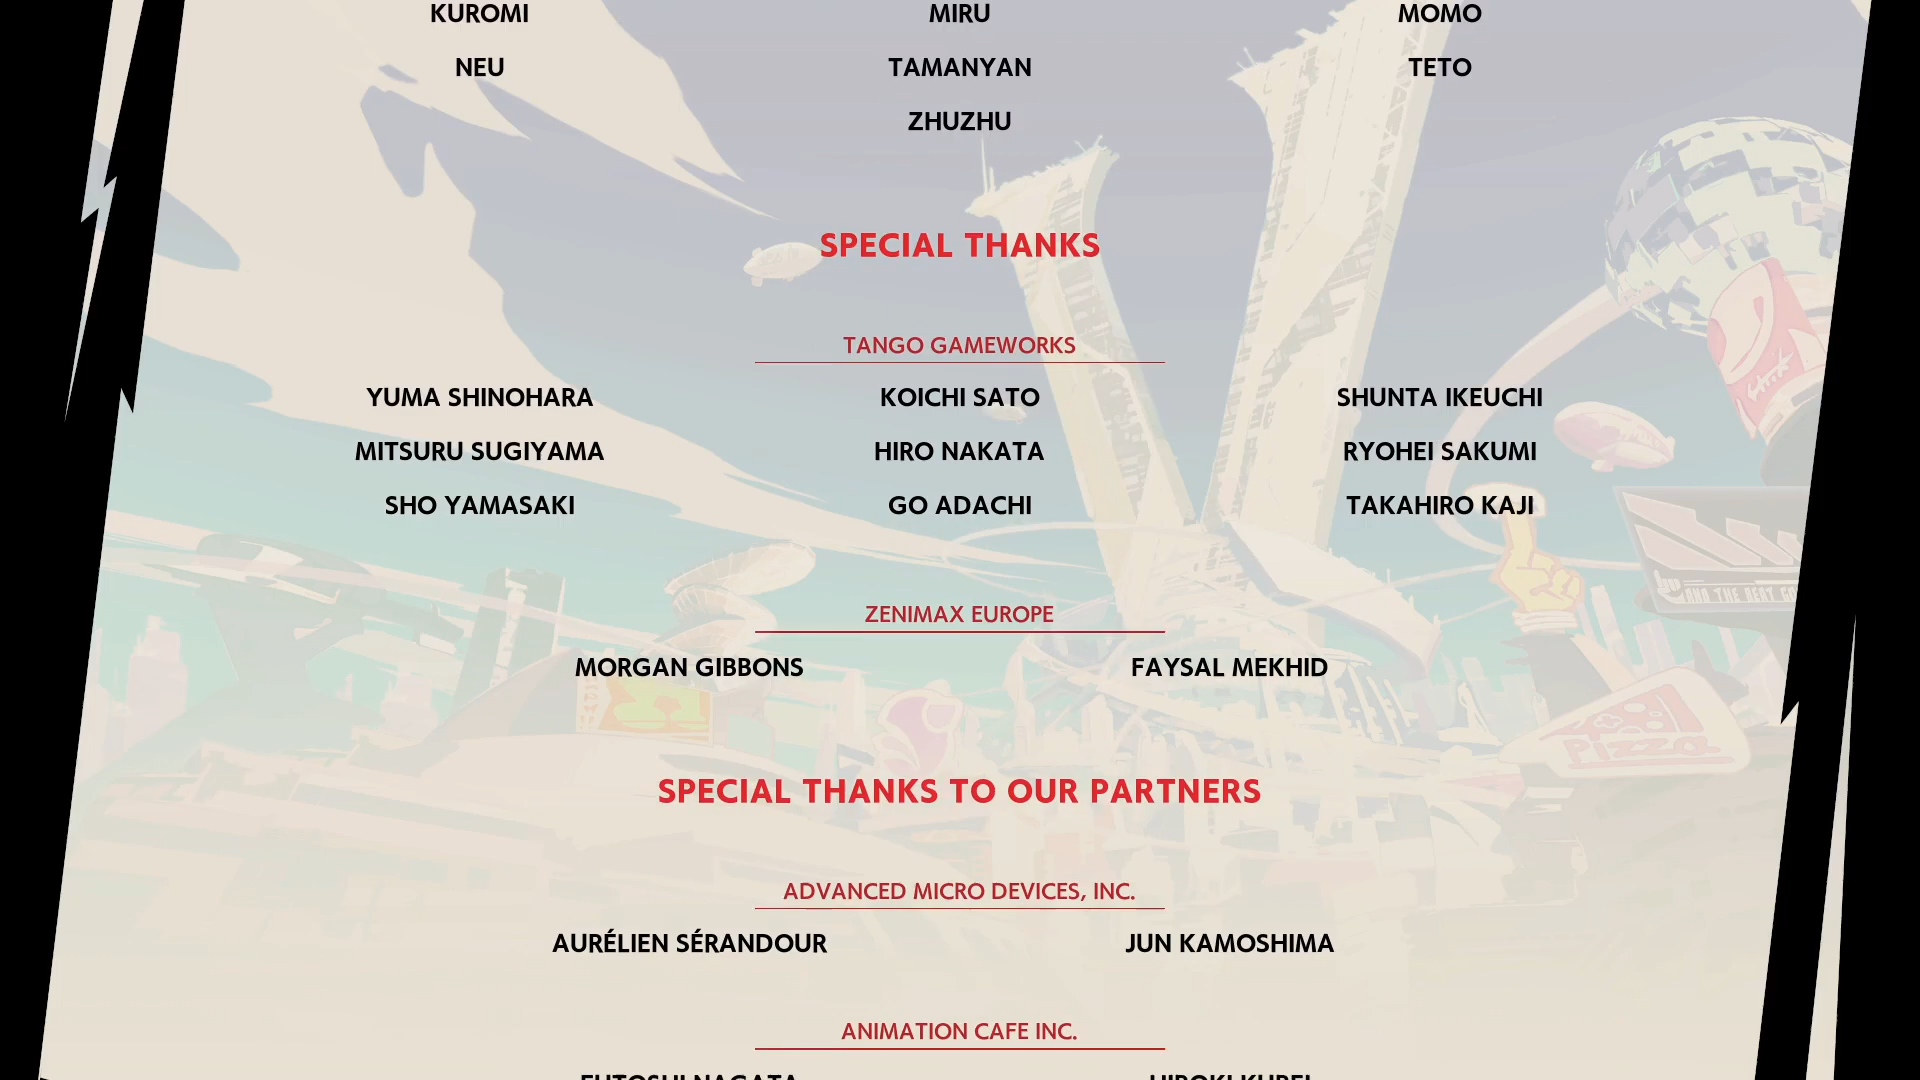 KUROMI MIRU MOMO
NEU TAMANYAN TETO
ZHUZHU
SPECIAL THANKS
TANGO GAMEWORKS
YUMA SHINOHARA KOICHI SATO SHUNTA IKEUCHI
MITSURU SUGIYAMA HIRO NAKATA RYOHEI SAKUMI
SHO YAMASAKI GO ADACHI TAKAHIRO KAJI
ZENIMAX EUROPE
MORGAN GIBBONS FAYSAL MEKHID
PIZZA
SPECIAL THANKS TO OUR PARTNERS
ADVANCED MICRO DEVICES, INC.
AURÉLIEN SÉRANDOUR JUN KAMOSHIMA
ANIMATION CAFE INC.